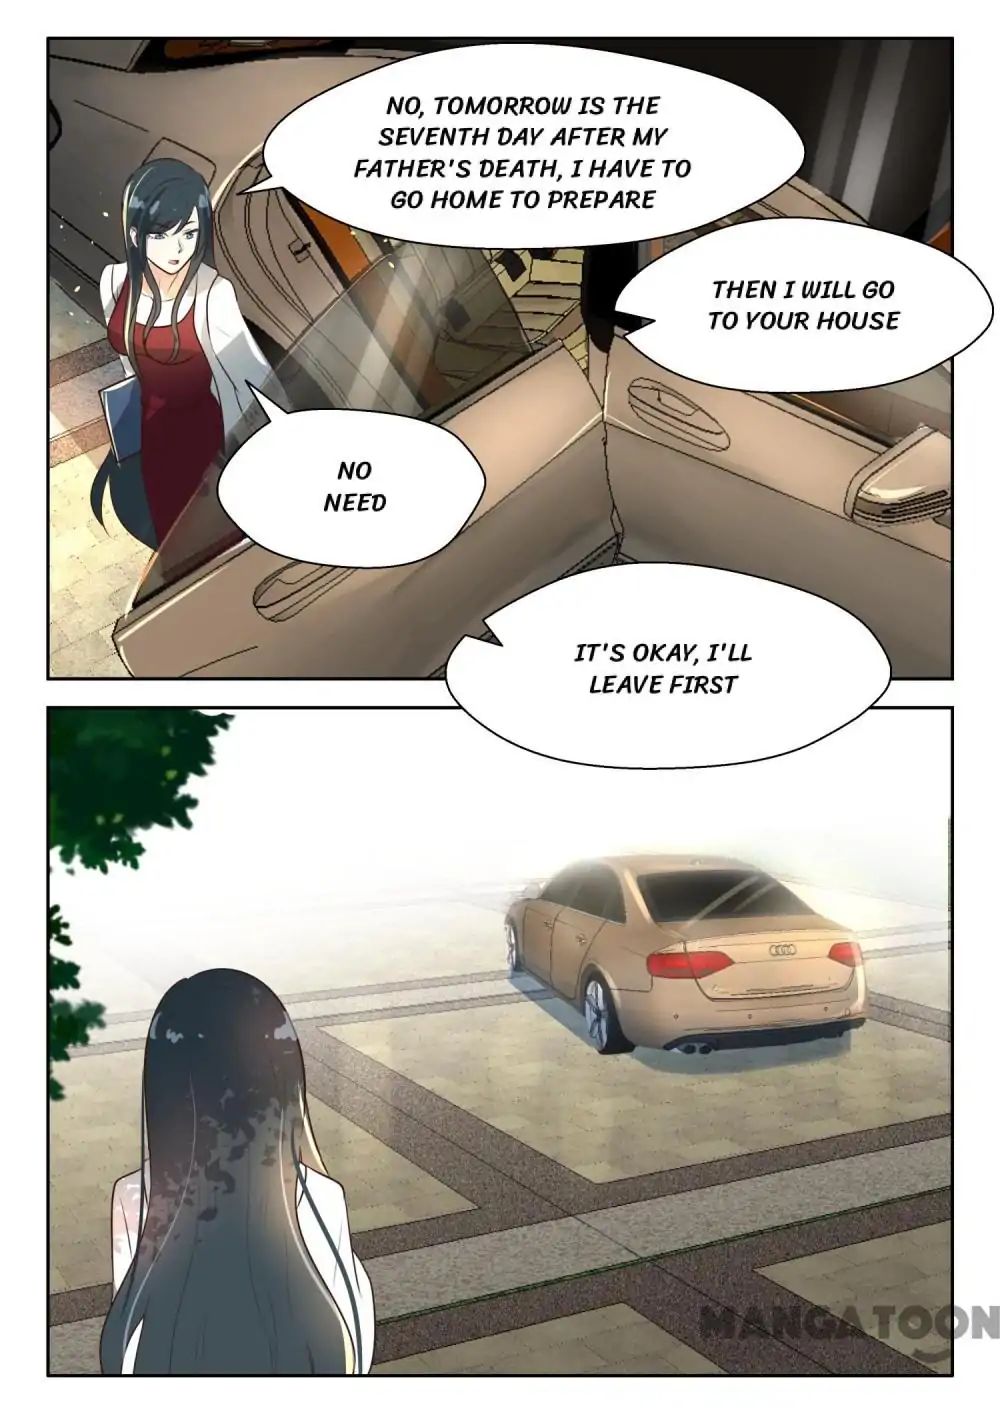 NO, TOMORROW IS THE
SEVENTH DAY AFTER MY
FATHER'S DEATH, I HAVE TO
GO HOME TO PREPARE
THEN I WILL GO
TO YOUR HOUSE
NO
NEED
IT'S OKAY, I'LL
LEAVE FIRST
MANGATOON